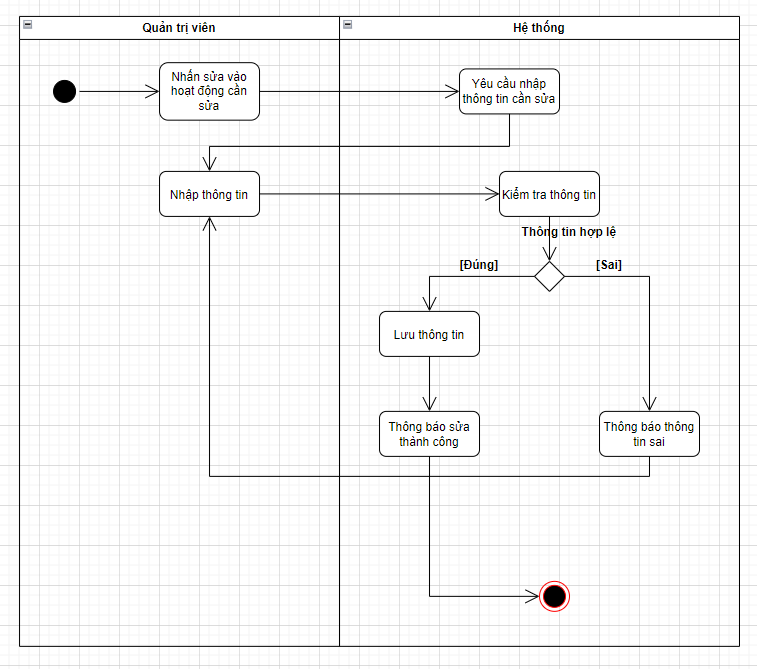 Quản trị viên
Hệ thống
Nhấn sửa vào
hoạt động cần
sửa
Yêu cầu nhập
thông tin cần sửa
Nhập thông tin
Kiểm tra thông tin
Thông tin hợp lệ
[Đúng]
[Sai]
Lưu thông tin
Thông báo sửa
thành công
Thông báo thông
tin sai